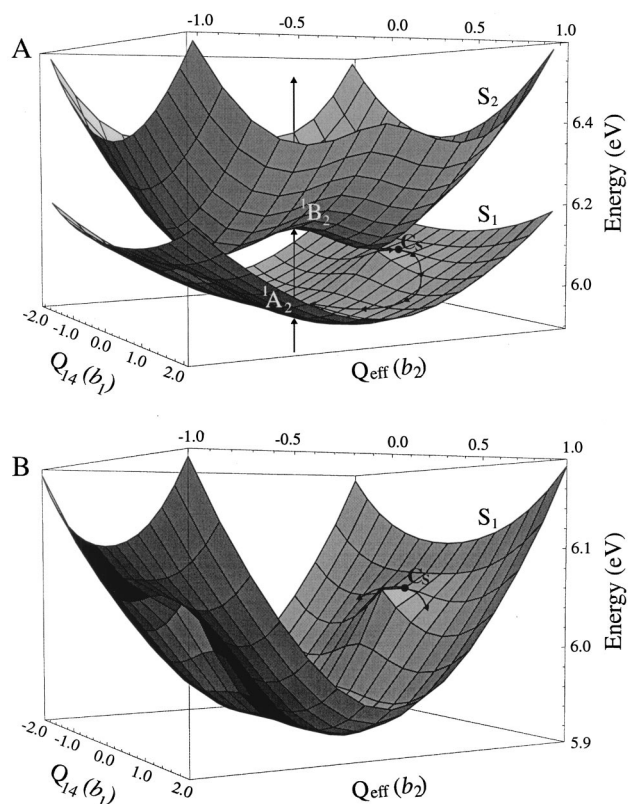 A
-1.0 -0.5 0.0 0.5 1.0
S2
6.4
Energy (eV)
6.2
6.0
S1
1B2
Cs
1A2
-2.0 -1.0 0.0 1.0 2.0
Q14 (b1)
Qeff (b2)
B
-1.0 -0.5 0.0 0.5 1.0
S1
6.1
Energy (eV)
6.0
5.9
Cs
-2.0 -1.0 0.0 1.0 2.0
Q14 (b1)
Qeff (b2)